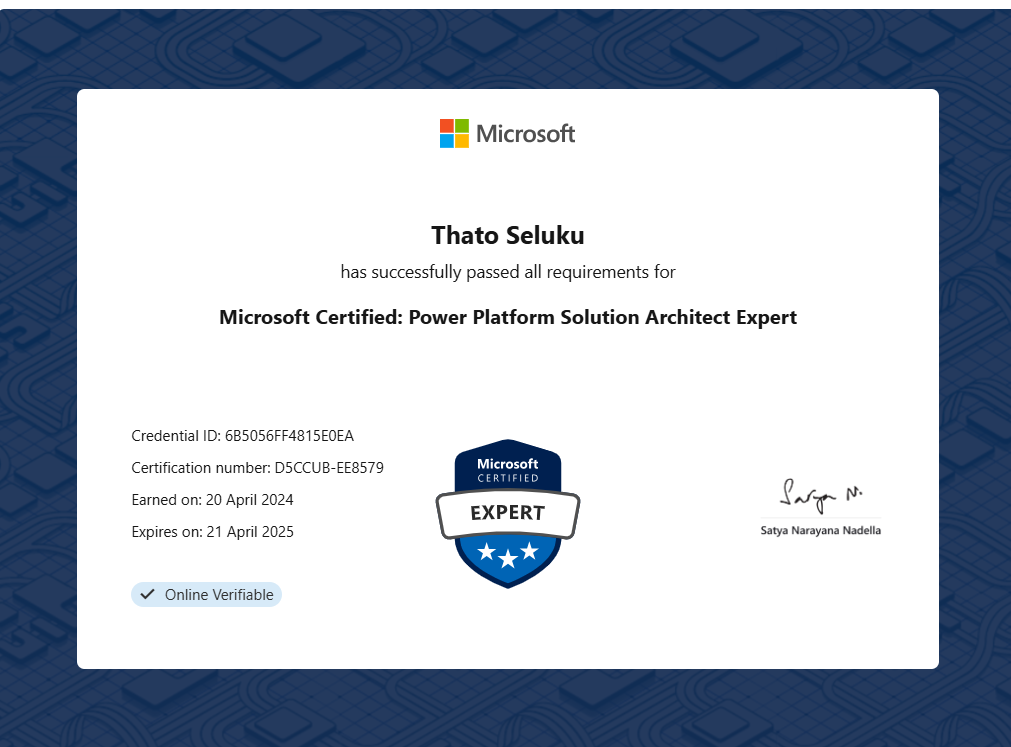 Microsoft
Thato Seluku
has successfully passed all requirements for
Microsoft Certified: Power Platform Solution Architect Expert
Credential ID: 6B5056FF4815E0EA
Certification number: D5CCUB-EE8579
Earned on: 20 April 2024
Expires on: 21 April 2025
Online Verifiable
Microsoft
CERTIFIED
EXPERT
Satya N.
Satya Narayana Nadella